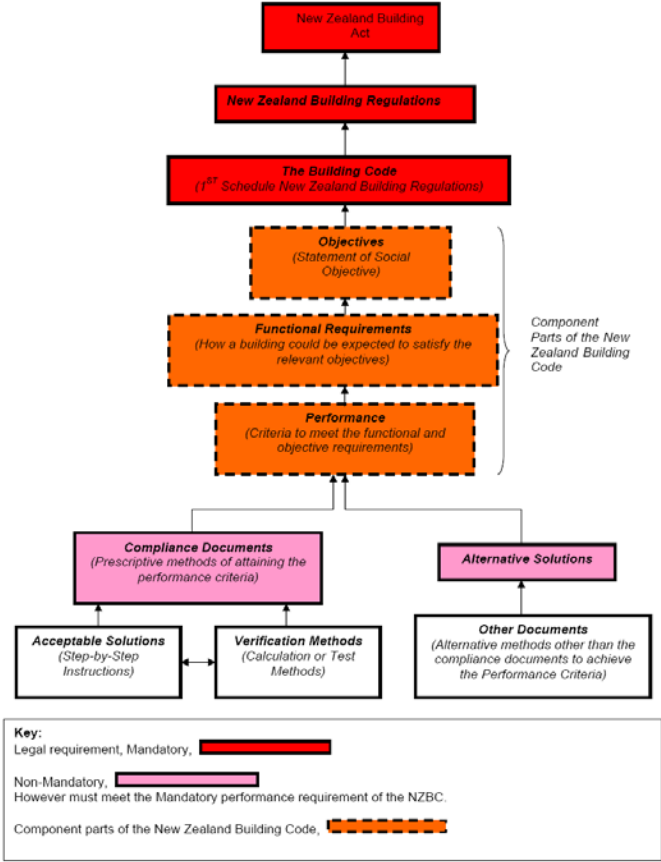 New Zealand Building
Act
New Zealand Building Regulations
The Building Code
(1ST Schedule New Zealand Building Regulations)
Objectives
(Statement of Social
Objective)
Functional Requirements
(How a building could be expected to satisfy the
relevant objectives)
Performance
(Criteria to meet the functional and
objective requirements)
Component
Parts of the New
Zealand Building
Code
Compliance Documents
(Prescriptive methods of attaining the
performance criteria)
Alternative Solutions
Acceptable Solutions
(Step-by-Step
Instructions)
Verification Methods
(Calculation or Test
Methods)
Other Documents
(Alternative methods other than the
compliance documents to achieve
the Performance Criteria)
Key:
Legal requirement, Mandatory,
Non-Mandatory,
However must meet the Mandatory performance requirement of the NZBC.
Component parts of the New Zealand Building Code,